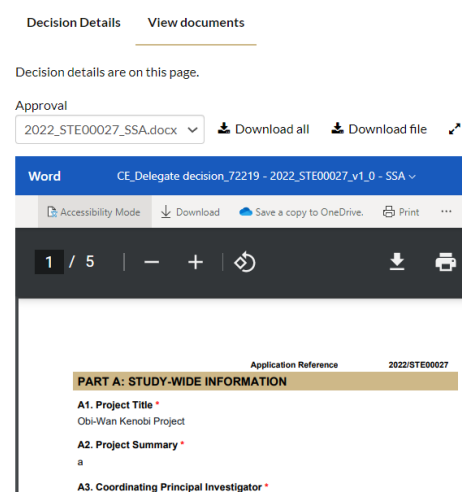 Decision Details View documents
Decision details are on this page.
Approval
2022_STE00027_SSA.docx Download all Download file
Word CE_Delegate decision_72219 - 2022_STE00027_v1_0 - SSA
Accessibility Mode Download Save a copy to OneDrive. Print ...
1 / 5
Application Reference 2022/STE00027
PART A: STUDY-WIDE INFORMATION
A1. Project Title *
Obi-Wan Kenobi Project
A2. Project Summary *
a
A3. Coordinating Principal Investigator *